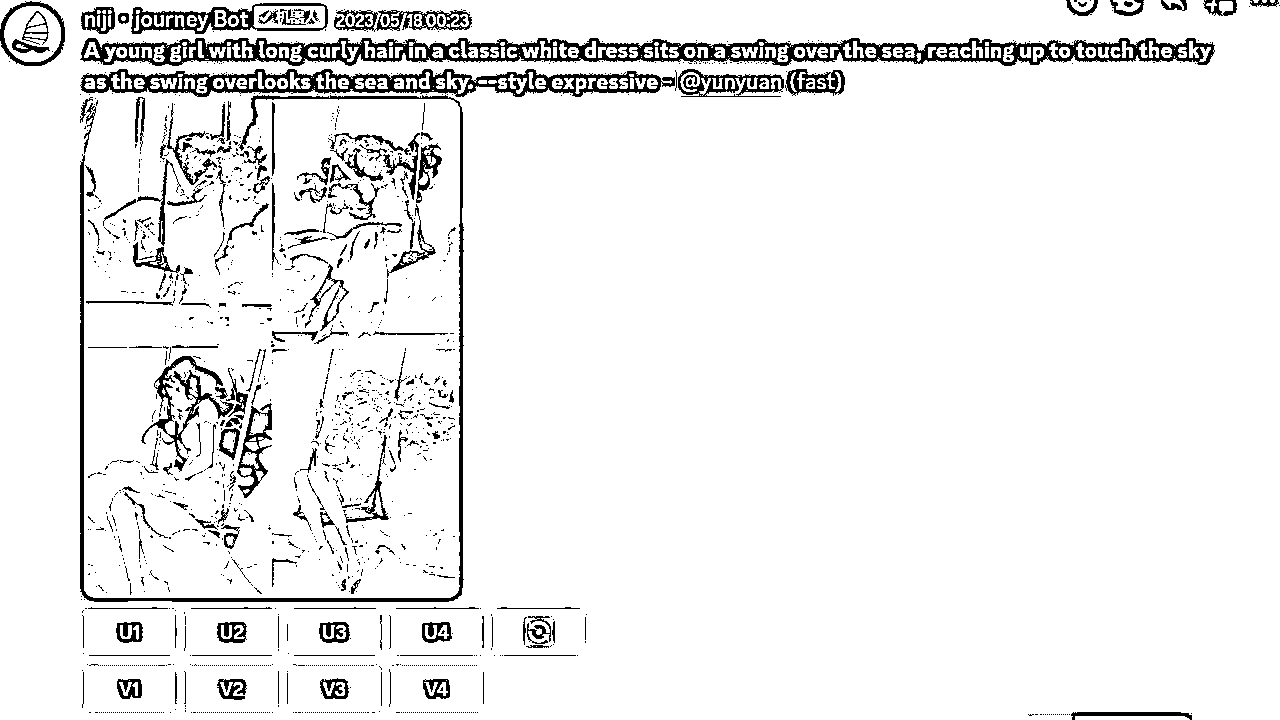 niji • journey Bot ✓机器人 2023/05/18 00:23
A young girl with long curly hair in a classic white dress sits on a swing over the sea, reaching up to touch the sky
as the swing overlooks the sea and sky. --style expressive - @yunyuan (fast)
U1 U2 U3 U4
V1 V2 V3 V4